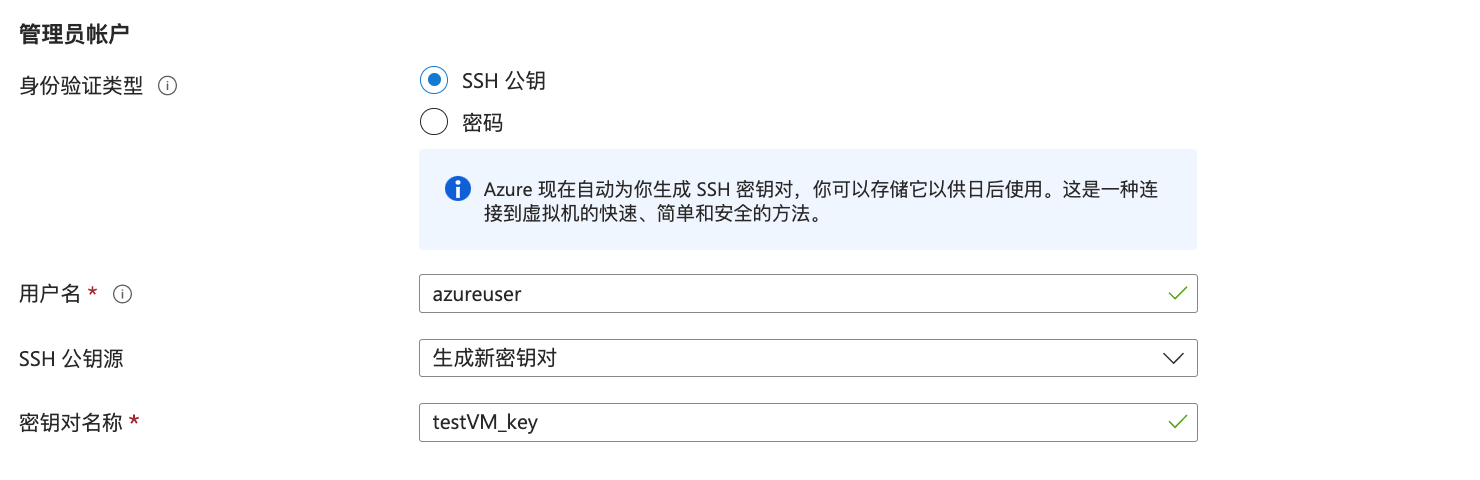 管理员帐户
身份验证类型
SSH 公钥
密码
Azure 现在自动为你生成 SSH 密钥对，你可以存储它以供日后使用。这是一种连
接到虚拟机的快速、简单和安全的方法。
用户名 *
azureuser
SSH 公钥源
生成新密钥对
密钥对名称 *
testVM_key